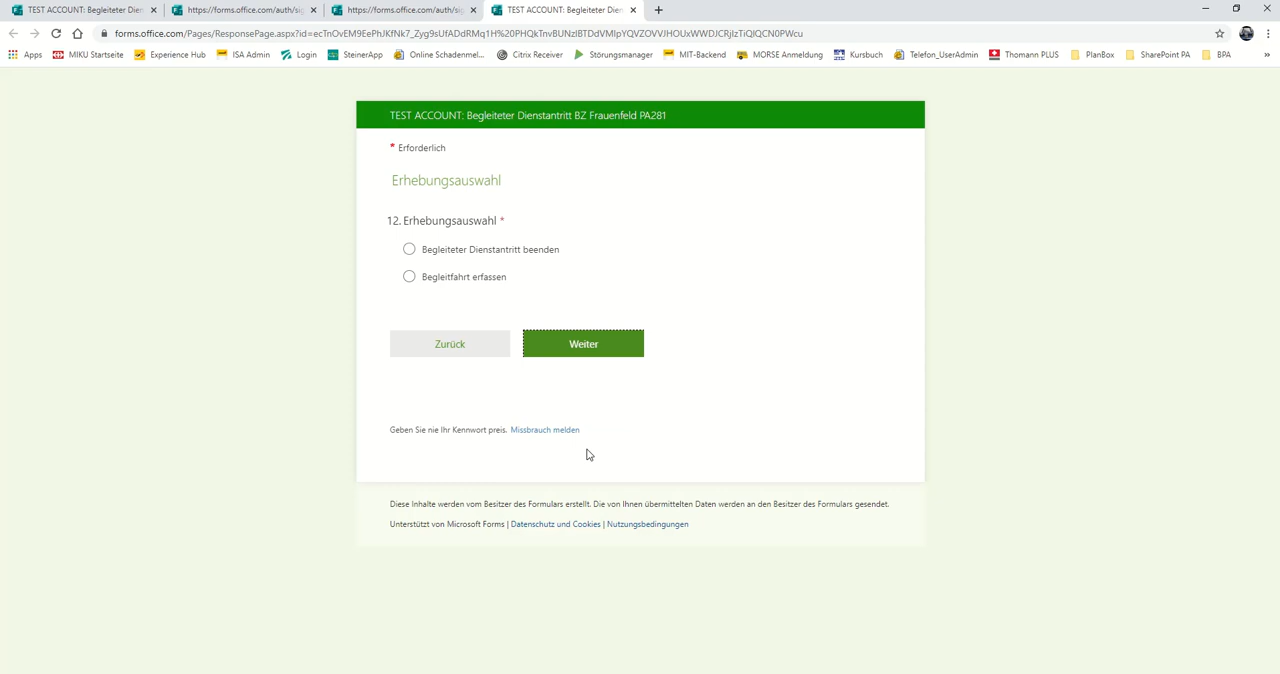 TEST ACCOUNT: Begleiteter Dien
https://forms.office.com/auth/sig
https://forms.office.com/auth/sig
TEST ACCOUNT: Begleiteter Dien
forms.office.com/Pages/ResponsePage.aspx?id=
Apps
MIKU Startseite
Experience Hub
ISA Admin
Login
SteinerApp
Online Schadenmel...
Citrix Receiver
Störungsmanager
MIT-Backend
MORSE Anmeldung
Kursbuch
Telefon_UserAdmin
Thomann PLUS
PlanBox
SharePoint PA
BPA
»
TEST ACCOUNT: Begleiteter Dienstantritt BZ Frauenfeld PA281
* Erforderlich
Erhebungsauswahl
12. Erhebungsauswahl *
Begleiteter Dienstantritt beenden
Begleitfahrt erfassen
Zurück
Weiter
Geben Sie nie Ihr Kennwort preis. Missbrauch melden
Diese Inhalte werden vom Besitzer des Formulars erstellt. Die von Ihnen übermittelten Daten werden an den Besitzer des Formulars gesendet.
Unterstützt von Microsoft Forms | Datenschutz und Cookies | Nutzungsbedingungen